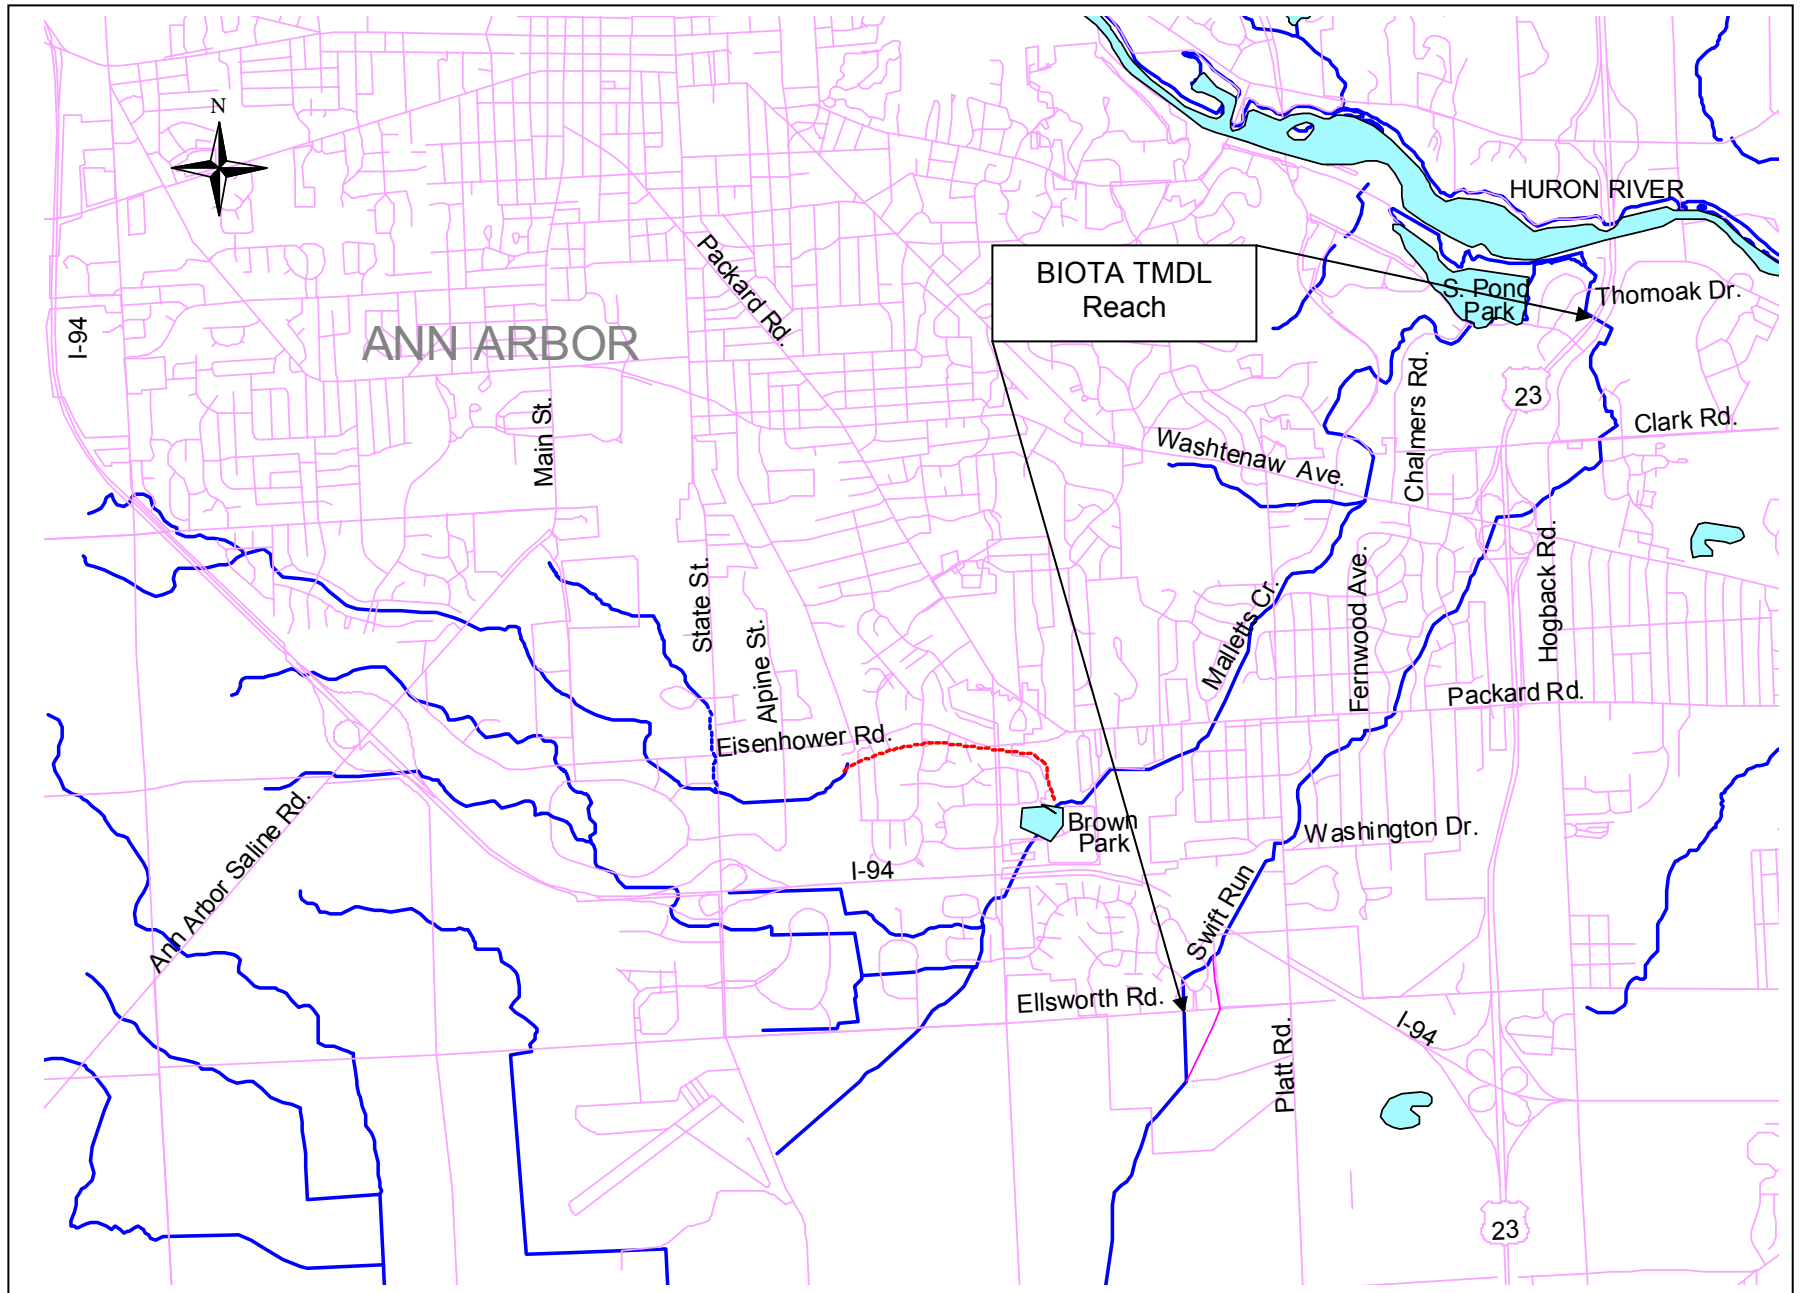 N
HURON RIVER
BIOTA TMDL
Reach
S. Pond
Park
Thomoak Dr.
Packard Rd.
I-94
ANN ARBOR
Main St.
Chalmers Rd.
23
Clark Rd.
Washtenaw Ave.
State St.
Alpine St.
Malletts Cr.
Fernwood Ave.
Hogback Rd.
Packard Rd.
Eisenhower Rd.
Brown
Park
Washington Dr.
Ann Arbor Saline Rd.
I-94
Swift Run
Ellsworth Rd.
Platt Rd.
I-94
23